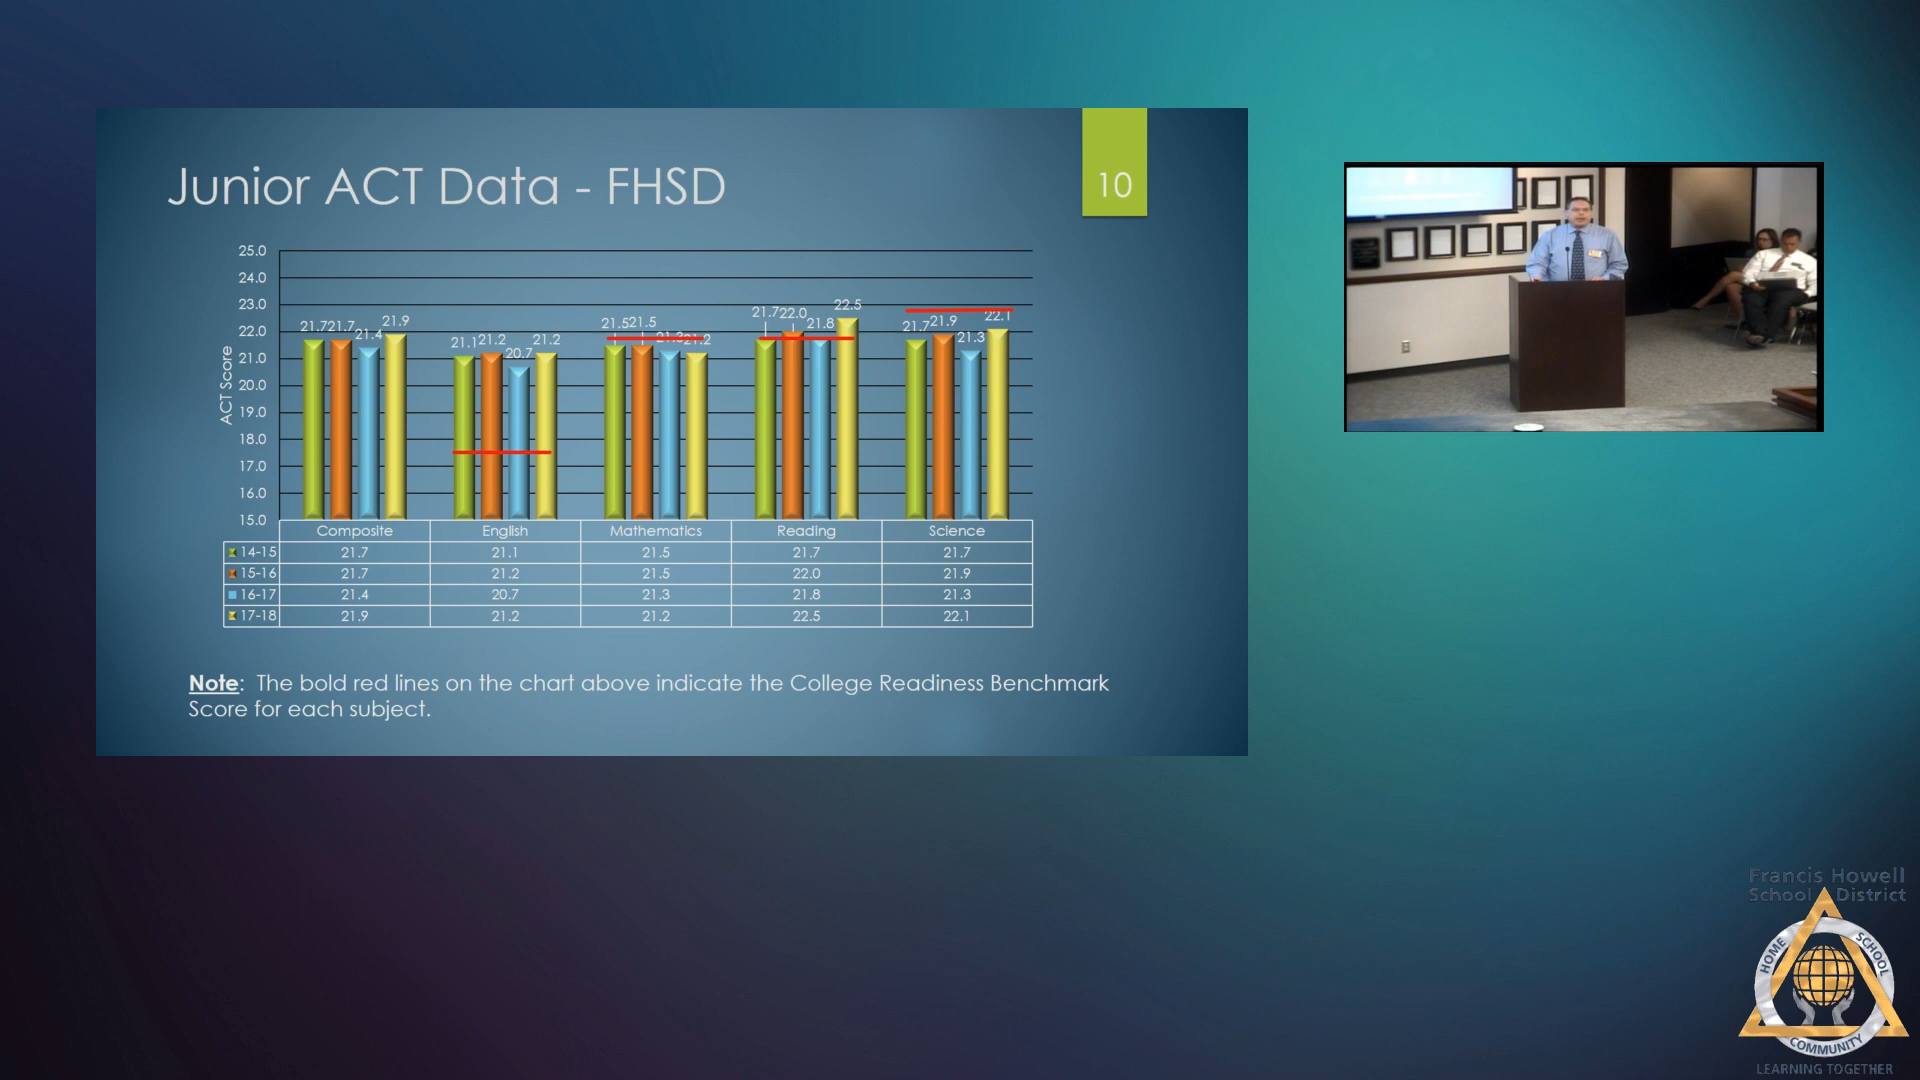 Junior ACT Data - FHSD
10
25.0
24.0
23.0
22.0
21.0
20.0
19.0
18.0
17.0
16.0
15.0
ACT Score
21.7 21.7 21.4 21.9
21.1 21.2 20.7 21.2
21.5 21.5 21.3 21.2
21.7 22.0 21.8 22.5
21.7 21.9 21.3 22.1
Composite English Mathematics Reading Science
14-15 21.7 21.1 21.5 21.7 21.7
15-16 21.7 21.2 21.5 22.0 21.9
16-17 21.4 20.7 21.3 21.8 21.3
17-18 21.9 21.2 21.2 22.5 22.1
Note: The bold red lines on the chart above indicate the College Readiness Benchmark
Score for each subject.
Francis Howell
School District
HOME
SCHOOL
COMMUNITY
LEARNING TOGETHER